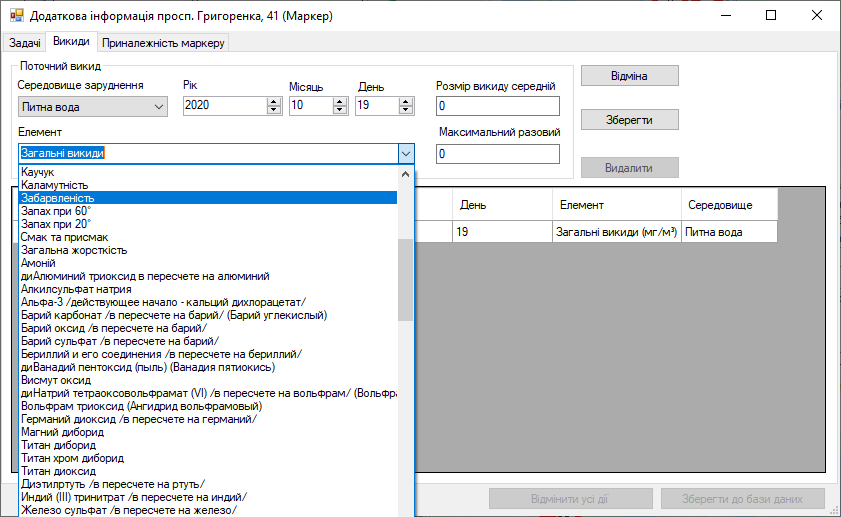 Додаткова інформація просп. Григоренка, 41 (Маркер)
Задачі Викиди Приналежність маркеру
Поточний викид
Середовище заруднення Рік Місяць День Розмір викиду середній
Питна вода 2020 10 19 0
Відміна
Зберегти
Видалити
Елемент Максимальний разовий
Загальні викиди 0
Каучук
Каламутність
Забарвленість
Запах при 60°
Запах при 20°
Смак та присмак
Загальна жорсткість
Амоній
диАлюминий триоксид в пересчете на алюминий
Алкилсульфат натрия
Альфа-3 /действующее начало - кальций дихлорацетат/
Барий карбонат /в пересчете на барий/ (Барий углекислый)
Барий оксид /в пересчете на барий/
Барий сульфат /в пересчете на барий/
Бериллий и его соединения /в пересчете на бериллий/
диВанадий пентоксид (пыль) (Ванадия пятиокись)
Висмут оксид
диНатрий тетраоксовольфрамат (VI) /в пересчете на вольфрам/ (Вольфра
Вольфрам триоксид (Ангидрид вольфрамовый)
Германий диоксид /в пересчете на германий/
Магний диборид
Титан диборид
Титан хром диборид
Титан диоксид
Диэтилртуть /в пересчете на ртуть/
Индий (III) тринитрат /в пересчете на индий/
Железо сульфат /в пересчете на железо/
День Елемент Середовище
19 Загальні викиди (мг/м³) Питна вода
Відмінити усі дії Зберегти до бази даних